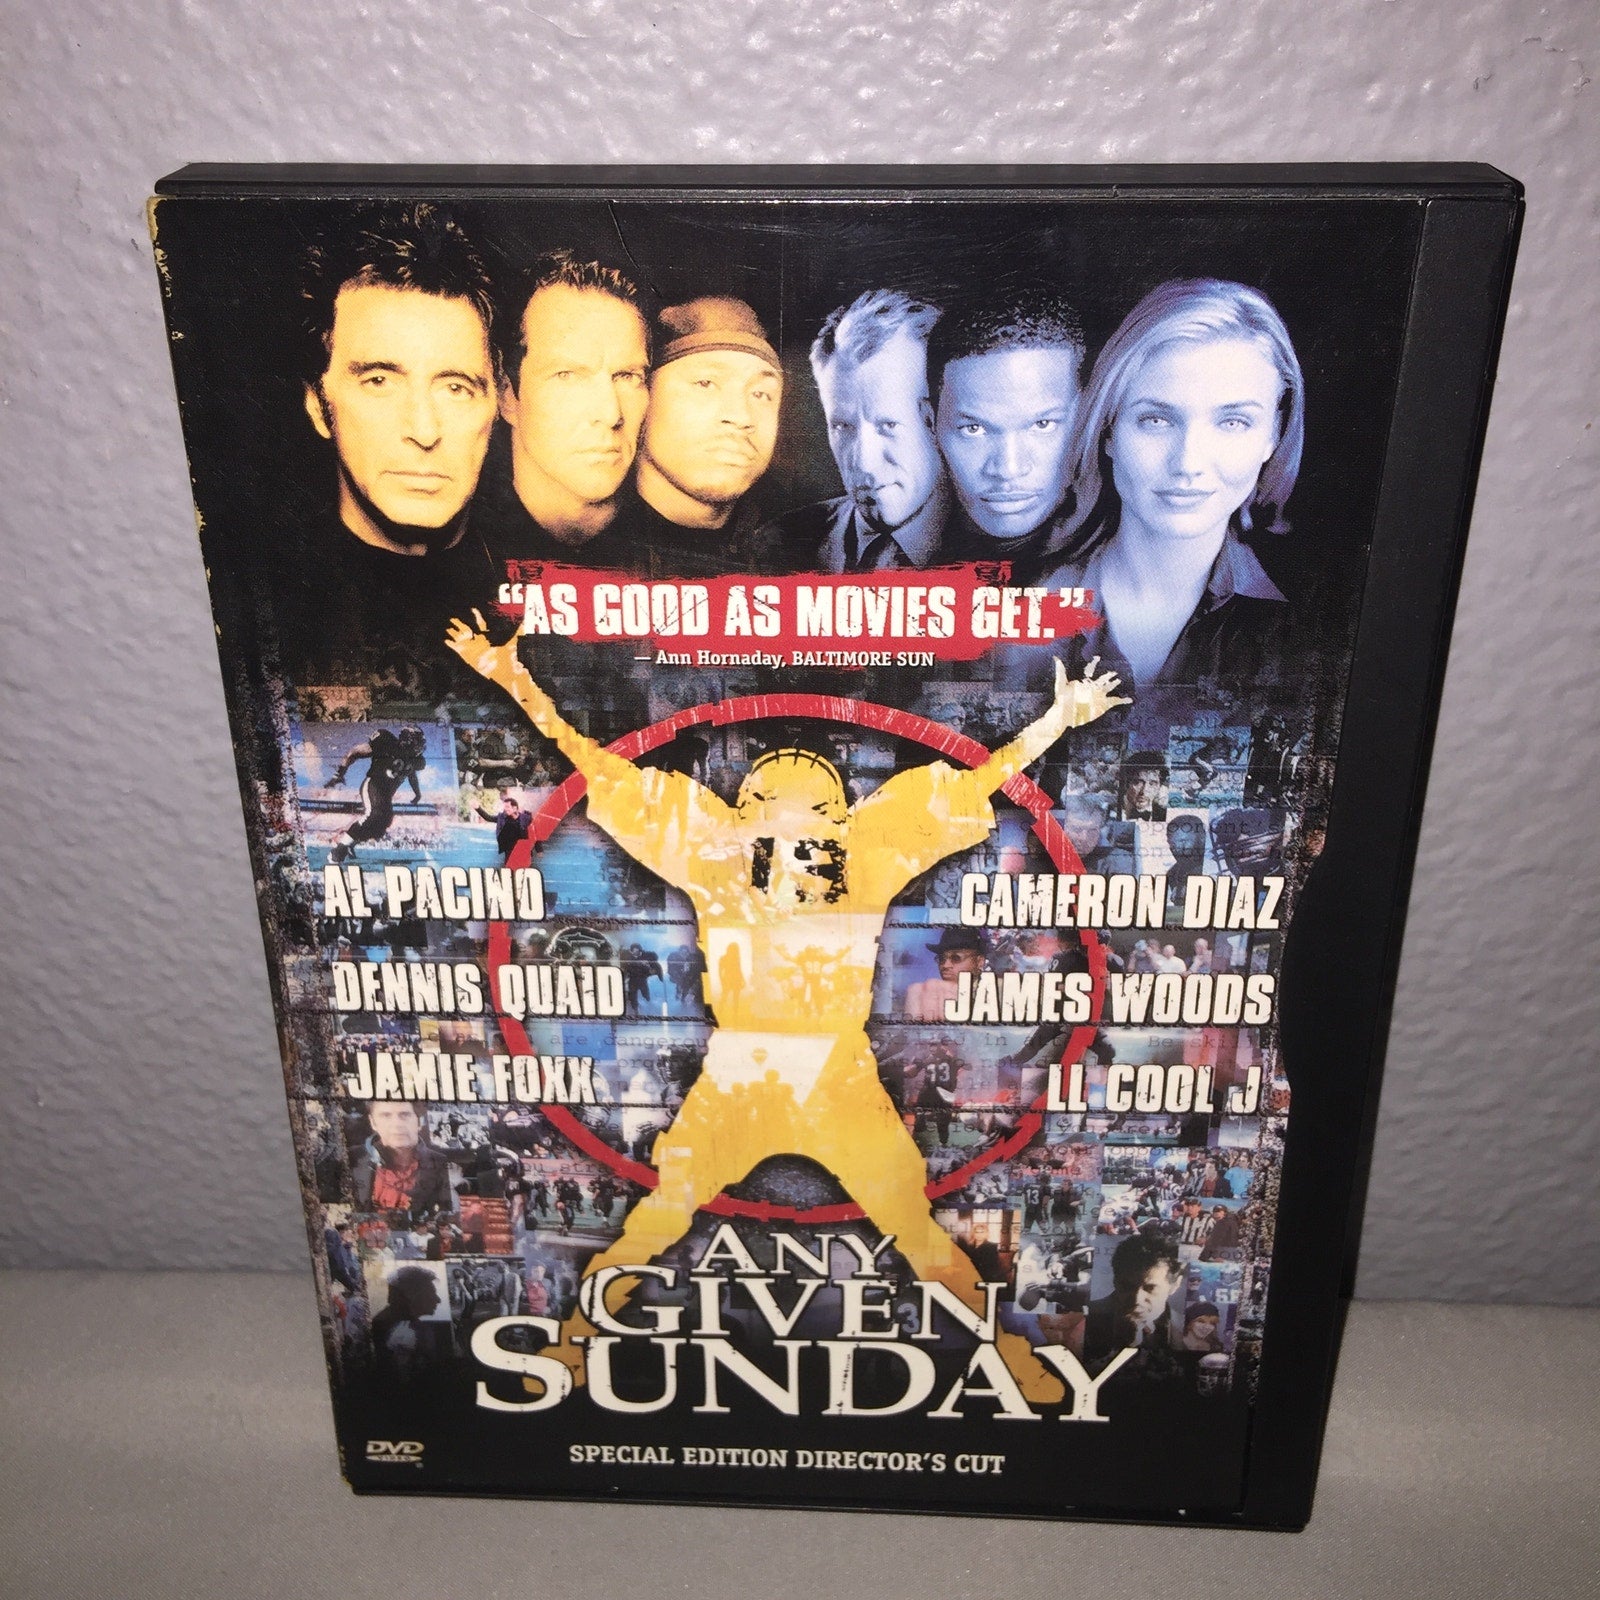 “AS GOOD AS MOVIES GET.”
— Ann Hornaday, BALTIMORE SUN
AL PACINO
CAMERON DIAZ
DENNIS QUAID
JAMES WOODS
JAMIE FOXX
LL COOL J
ANY
GIVEN
SUNDAY
DVD
VIDEO
SPECIAL EDITION DIRECTOR'S CUT